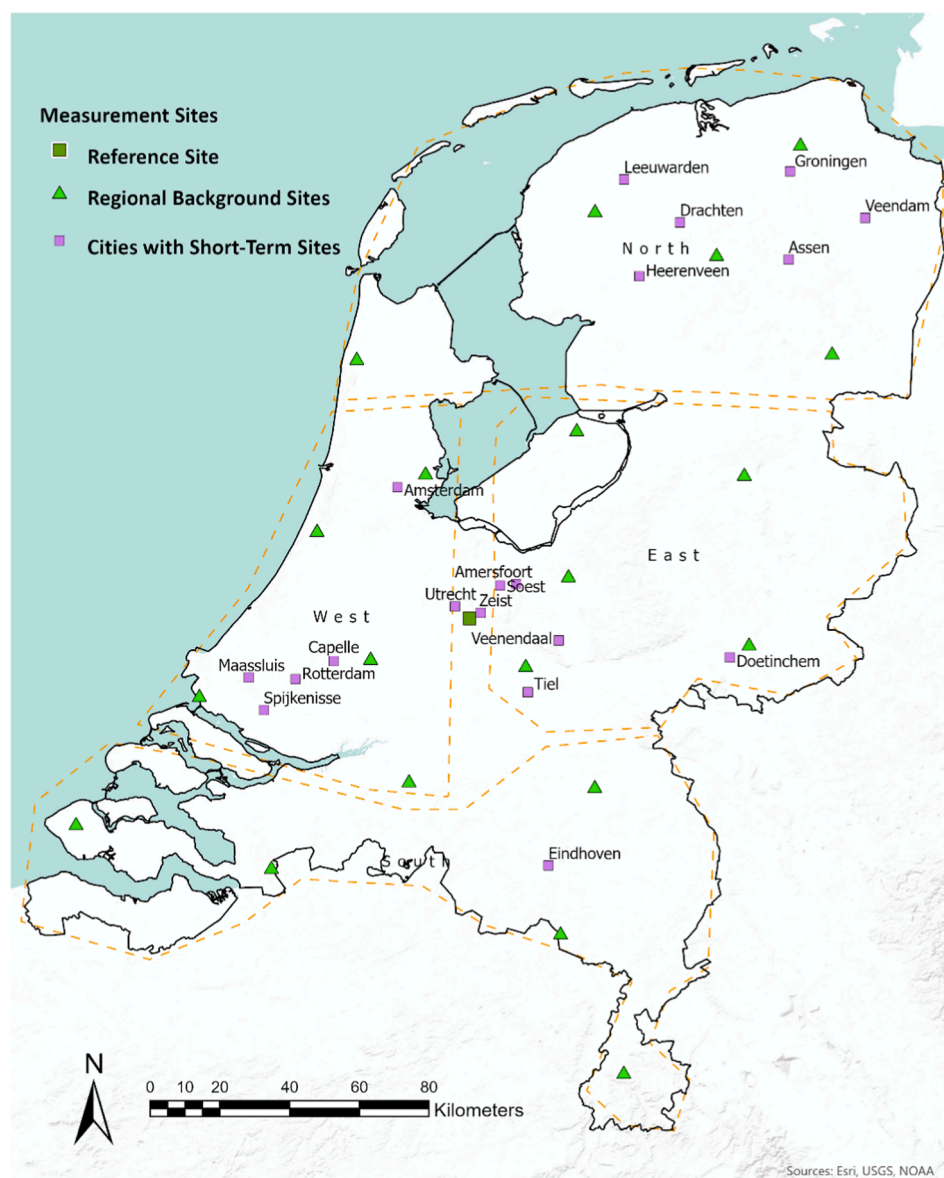 Measurement Sites
Reference Site
Regional Background Sites
Cities with Short-Term Sites
Leeuwarden
Groningen
Drachten
Veendam
North
Assen
Heerenveen
Amsterdam
East
Amersfoort
Soest
Utrecht
Zeist
West
Veenendaal
Capelle
Maassluis
Rotterdam
Doetinchem
Tiel
Spijkenisse
Eindhoven
South
N
0 10 20 40 60 80
Kilometers
Sources: Esri, USGS, NOAA